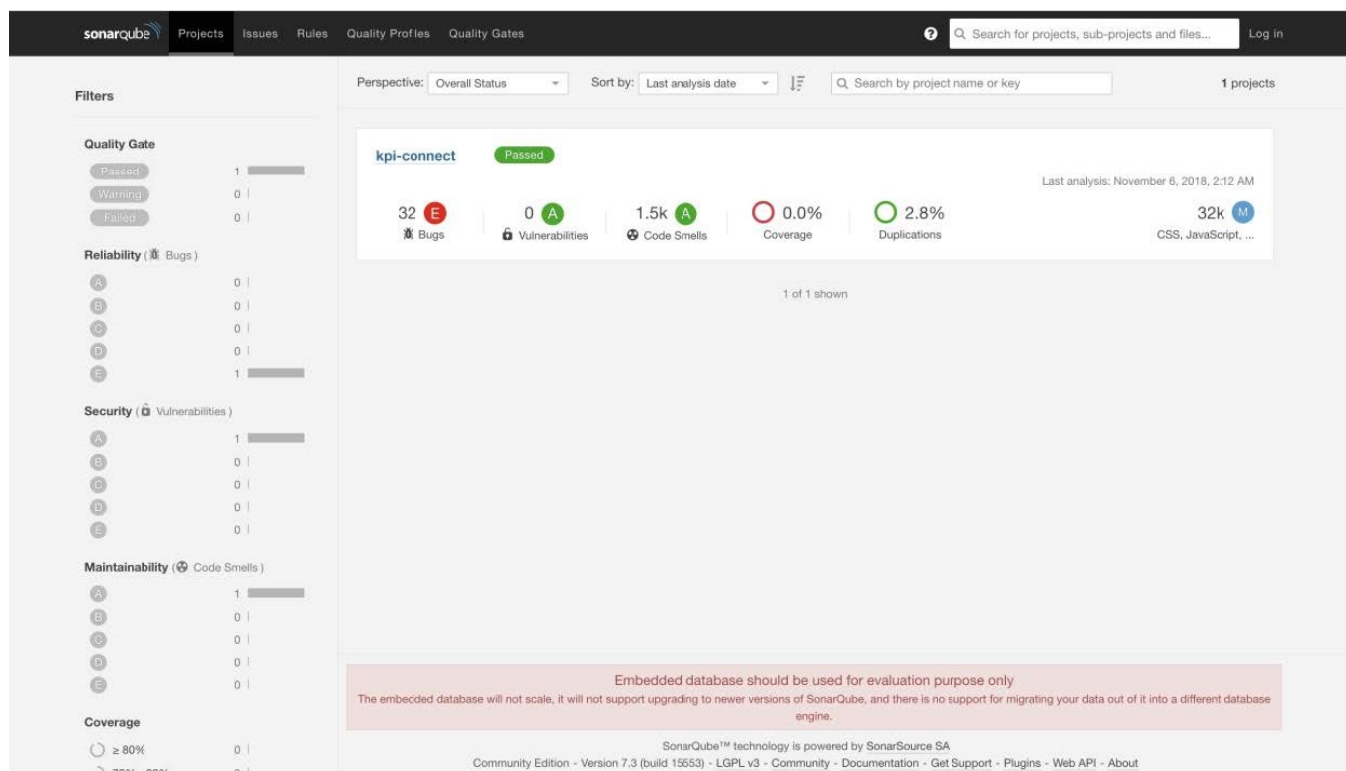 sonarqube Projects Issues Rules Quality Profiles Quality Gates ? Search for projects, sub-projects and files... Log in
Perspective: Overall Status Sort by: Last analysis date Search by project name or key 1 projects
Filters
Quality Gate
Passed 1
Warning 0
Failed 0
Reliability ( Bugs )
A 0
B 0
C 0
D 0
E 1
Security ( Vulnerabilities )
A 1
B 0
C 0
D 0
E 0
Maintainability ( Code Smells )
A 1
B 0
C 0
D 0
E 0
Coverage
≥ 80% 0
kpi-connect Passed
Last analysis: November 6, 2018, 2:12 AM
32 E 0 A 1.5k A 0.0% 2.8% 32k M
Bugs Vulnerabilities Code Smells Coverage Duplications CSS, JavaScript, ...
1 of 1 shown
Embedded database should be used for evaluation purpose only
The embedded database will not scale, it will not support upgrading to newer versions of SonarQube, and there is no support for migrating your data out of it into a different database
engine.
SonarQube™ technology is powered by SonarSource SA
Community Edition - Version 7.3 (build 15553) - LGPL v3 - Community - Documentation - Get Support - Plugins - Web API - About